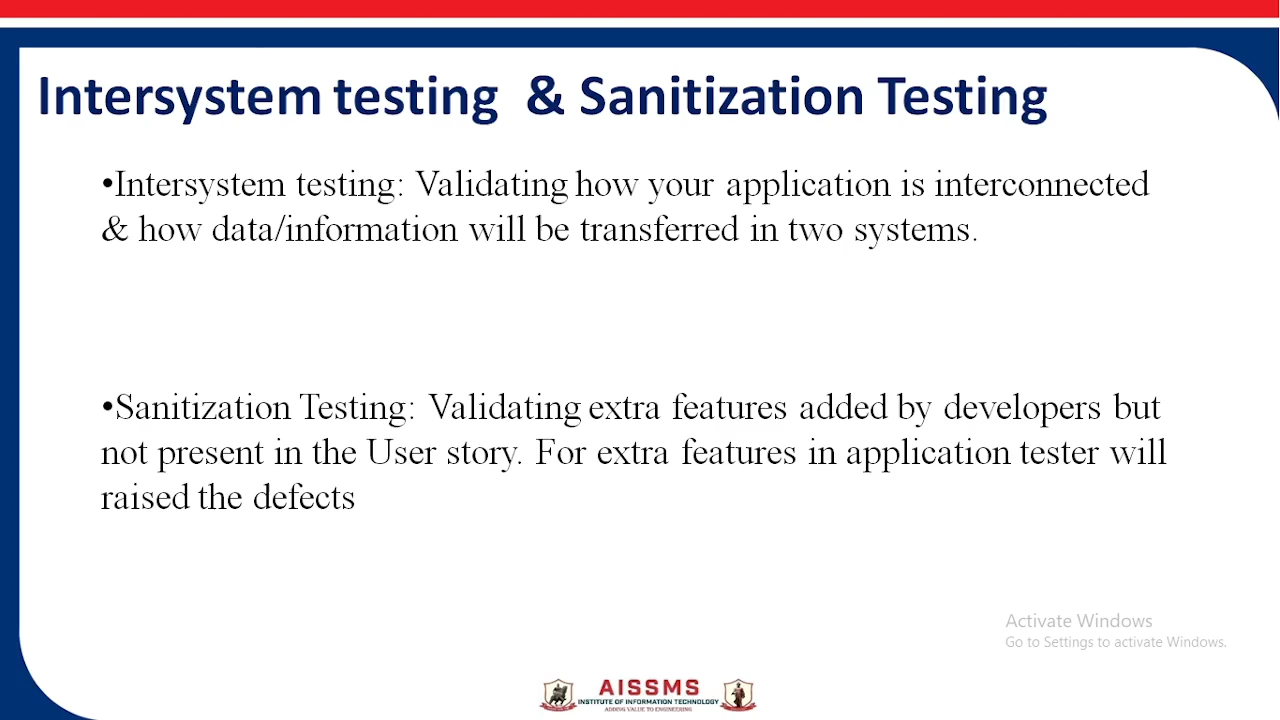 Intersystem testing & Sanitization Testing
•Intersystem testing: Validating how your application is interconnected
& how data/information will be transferred in two systems.
•Sanitization Testing: Validating extra features added by developers but
not present in the User story. For extra features in application tester will
raised the defects
Activate Windows
Go to Settings to activate Windows.
AISSMS
INSTITUTE OF INFORMATION TECHNOLOGY
ADDING VALUE TO ENGINEERING